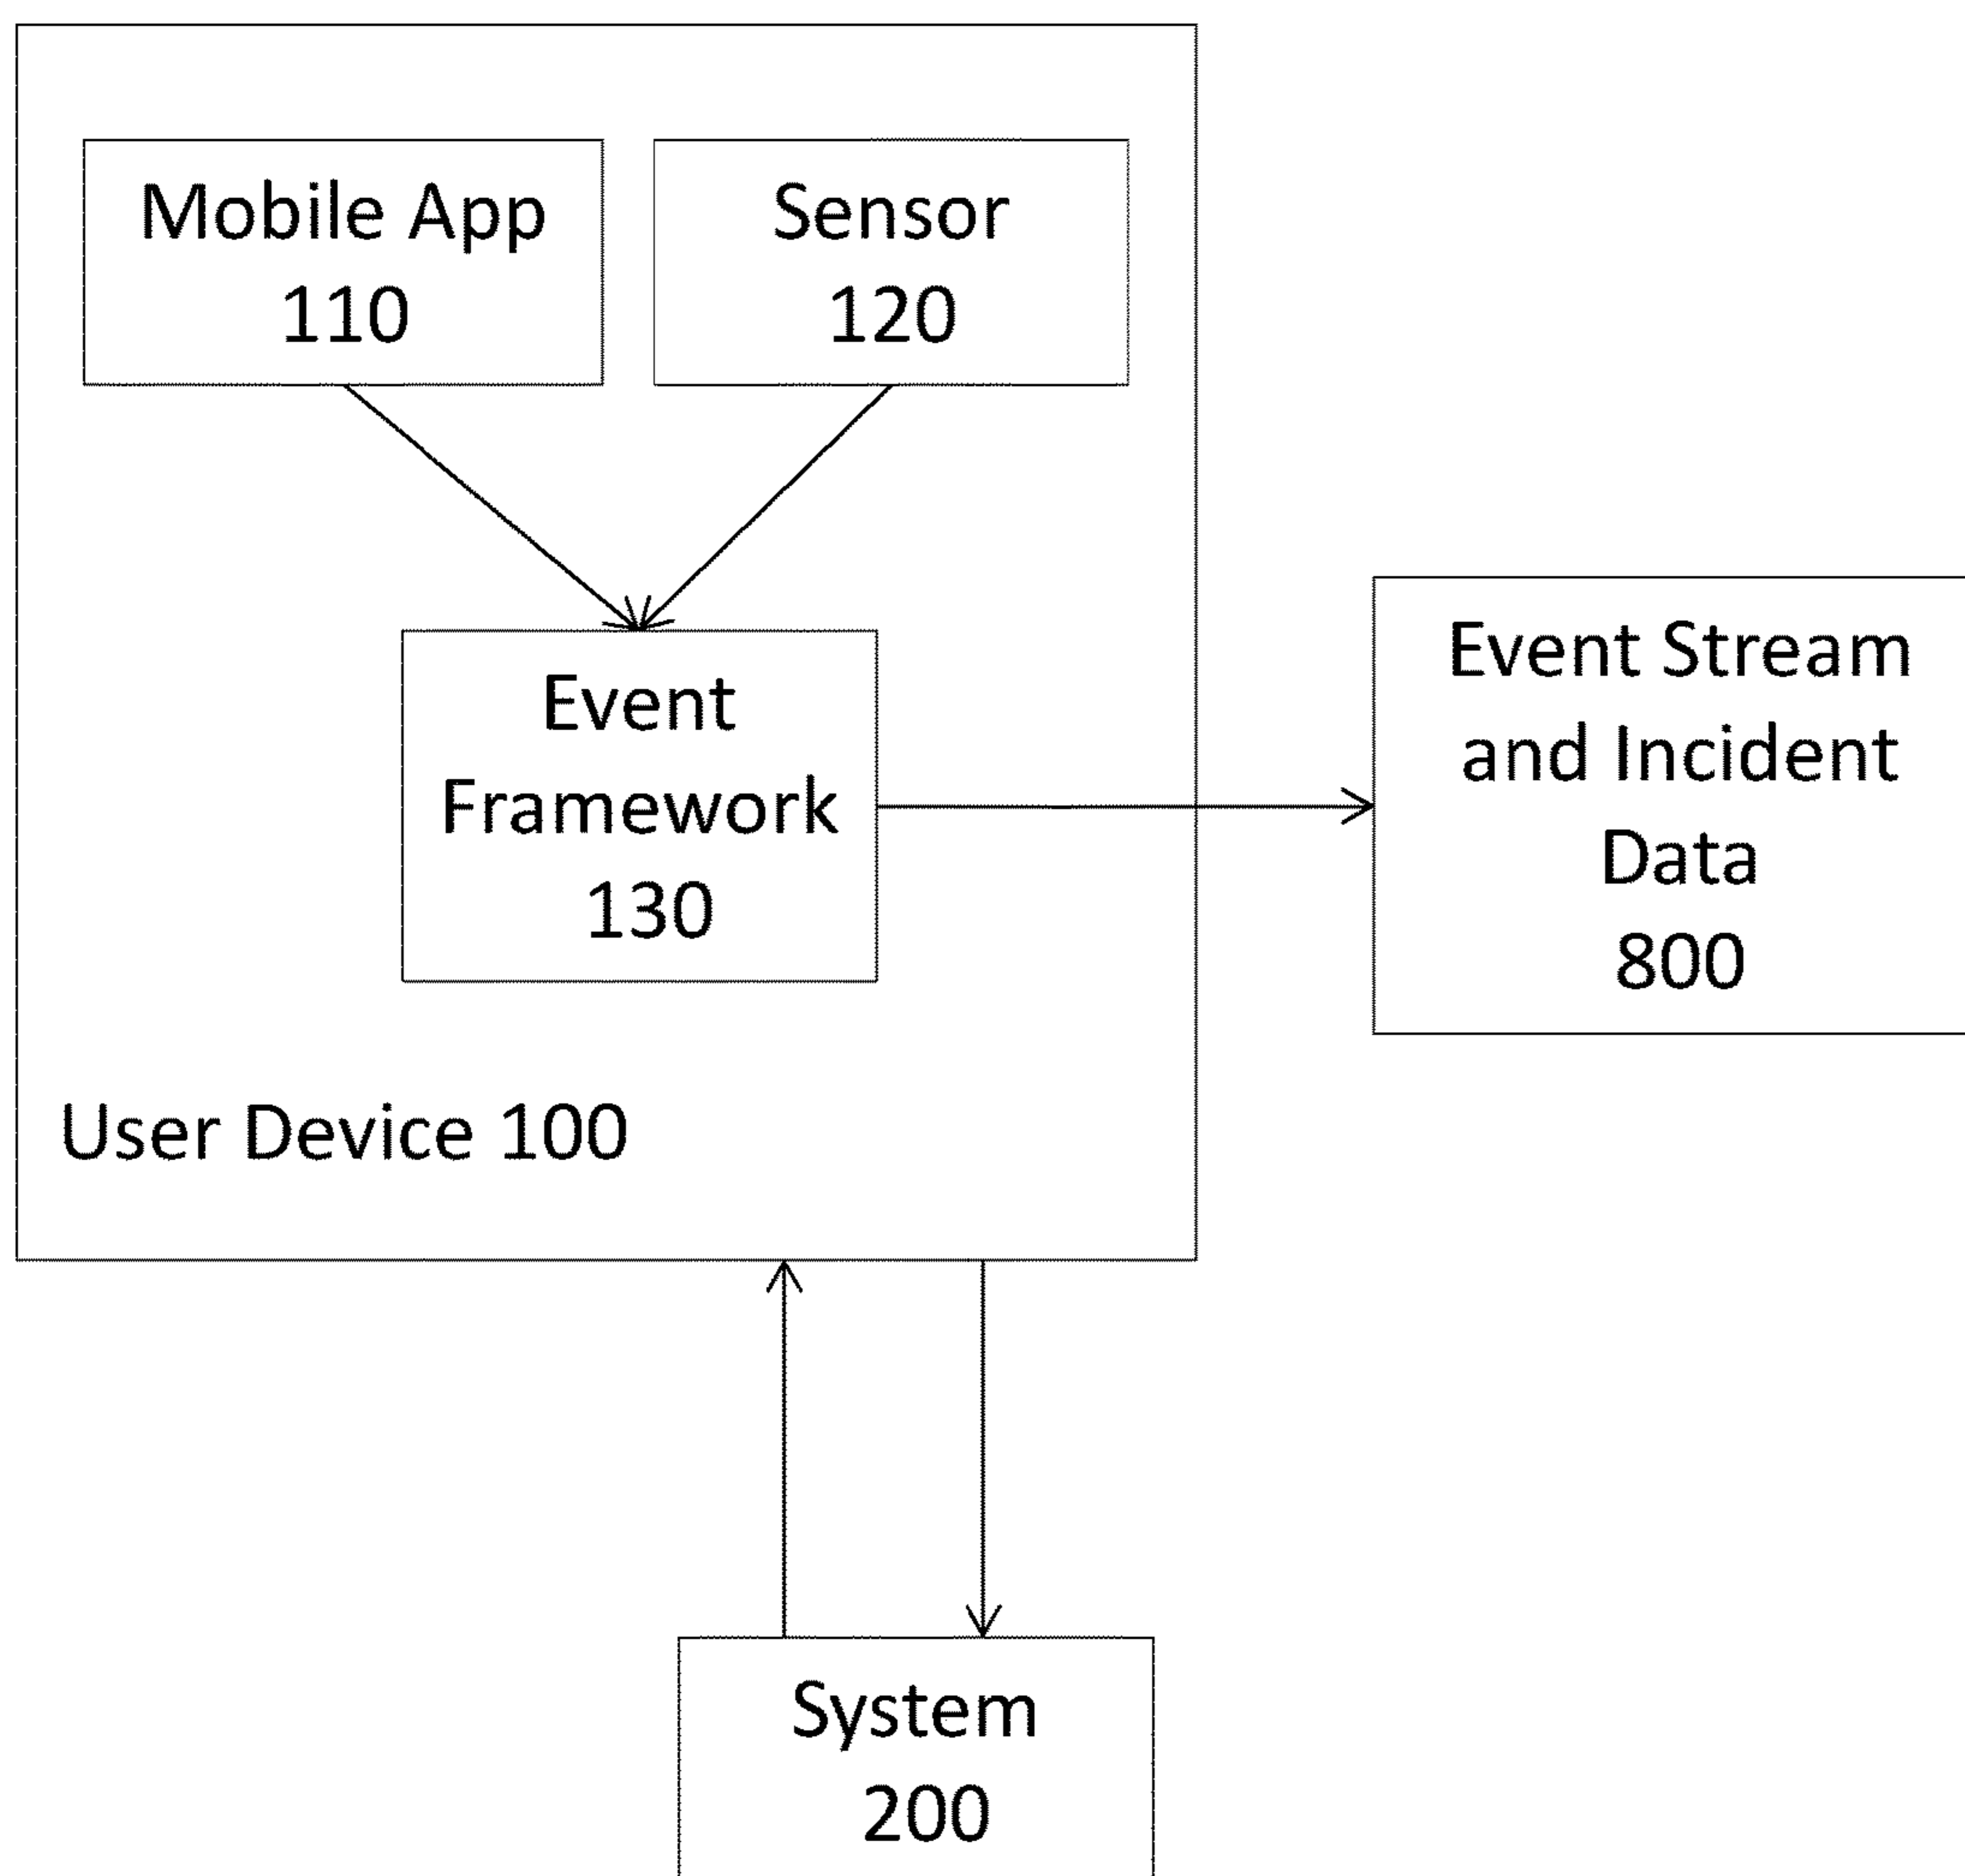 Mobile App
110
Sensor
120
Event
Framework
130
Event Stream
and Incident
Data
800
User Device 100
System
200